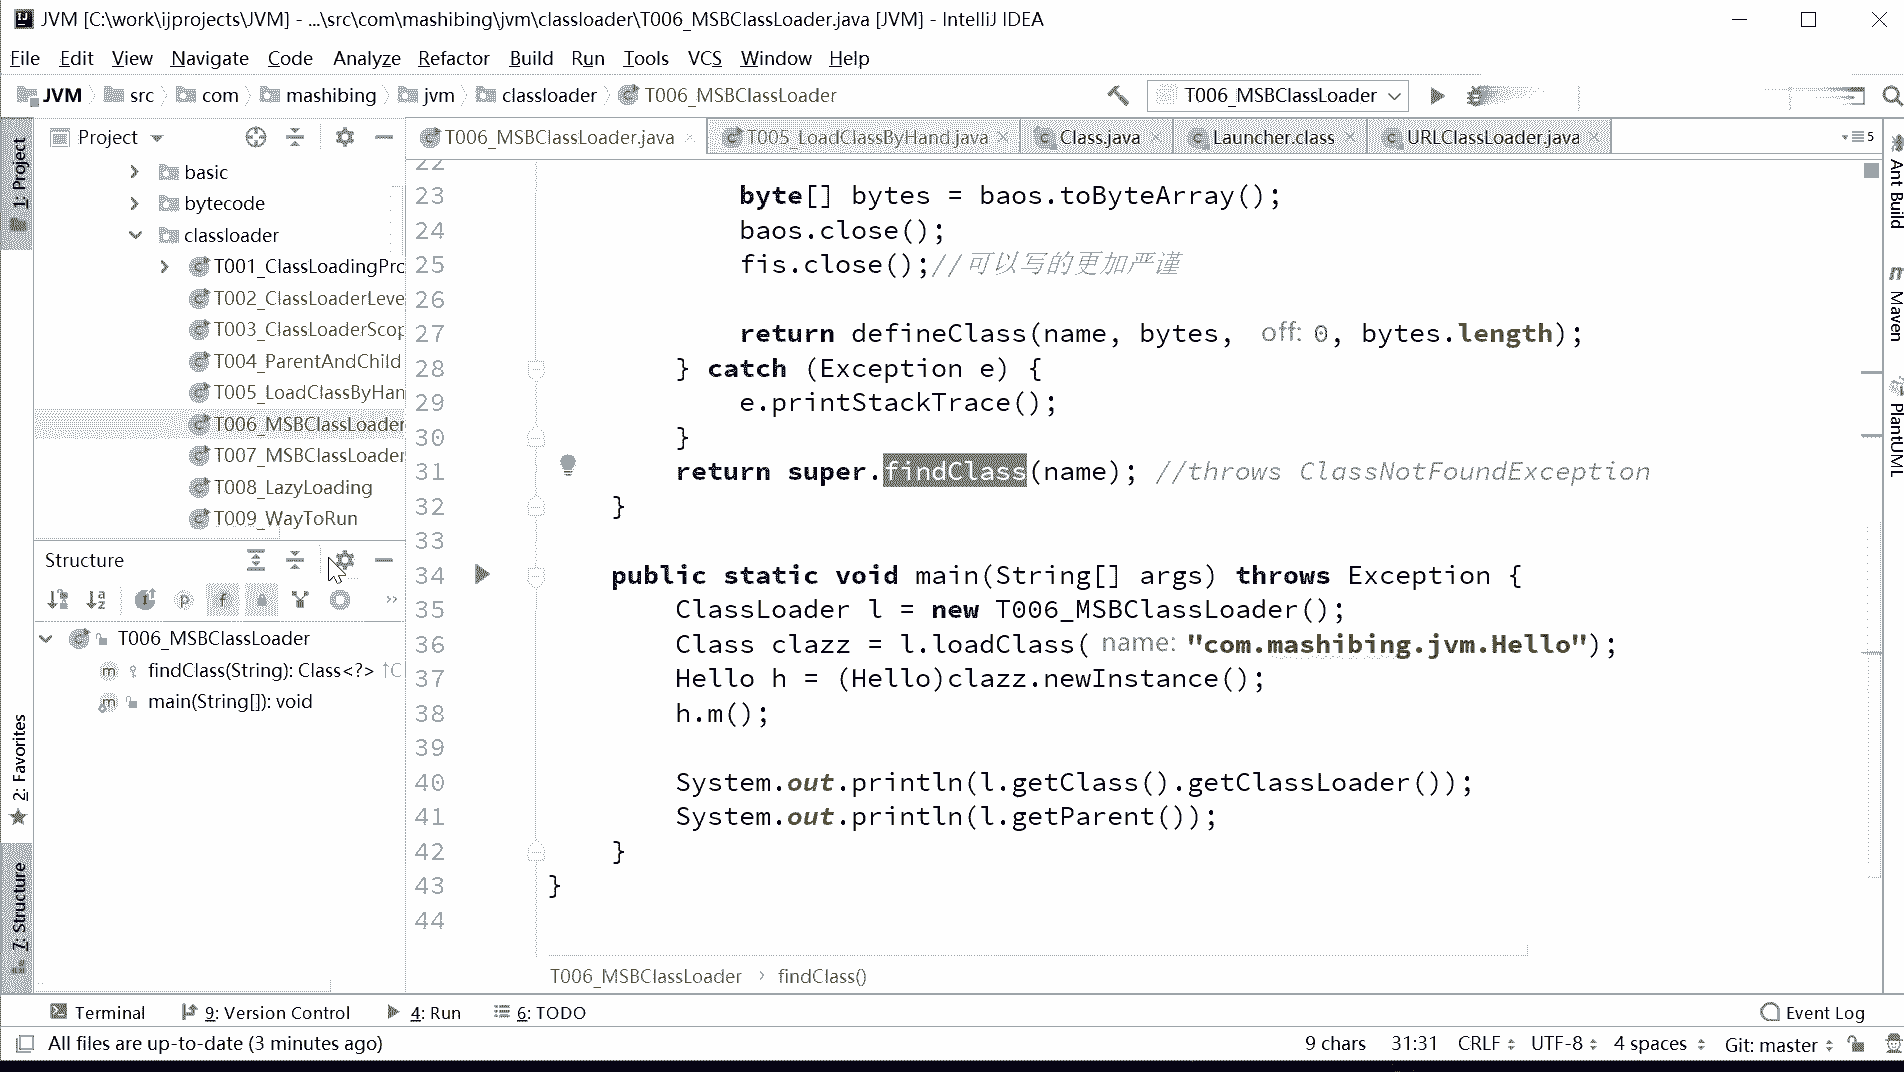 JVM [C:\work\ijprojects\JVM] - ...\src\com\mashibing\jvm\classloader\T006_MSBClassLoader.java [JVM] - IntelliJ IDEA
File Edit View Navigate Code Analyze Refactor Build Run Tools VCS Window Help
JVM src com mashibing jvm classloader T006_MSBClassLoader T006_MSBClassLoader
1: Project
Project
basic
bytecode
classloader
T001_ClassLoadingPro
T002_ClassLoaderLeve
T003_ClassLoaderScop
T004_ParentAndChild
T005_LoadClassByHan
T006_MSBClassLoader
T007_MSBClassLoader
T008_LazyLoading
T009_WayToRun
Structure
T006_MSBClassLoader
findClass(String): Class<?> ↑C
main(String[]): void
2: Favorites
7: Structure
T006_MSBClassLoader.java T005_LoadClassByHand.java Class.java Launcher.class URLClassLoader.java 5
22
23 byte[] bytes = baos.toByteArray();
24 baos.close();
25 fis.close();//可以写的更加严谨
26
27 return defineClass(name, bytes, off: 0, bytes.length);
28 } catch (Exception e) {
29 e.printStackTrace();
30 }
31 return super.findClass(name); //throws ClassNotFoundException
32 }
33
34 public static void main(String[] args) throws Exception {
35 ClassLoader l = new T006_MSBClassLoader();
36 Class clazz = l.loadClass( name: "com.mashibing.jvm.Hello");
37 Hello h = (Hello)clazz.newInstance();
38 h.m();
39
40 System.out.println(l.getClass().getClassLoader());
41 System.out.println(l.getParent());
42 }
43 }
44
T006_MSBClassLoader › findClass()
Ant Build
Maven
PlantUML
Terminal 9: Version Control 4: Run 6: TODO Event Log
All files are up-to-date (3 minutes ago) 9 chars 31:31 CRLF UTF-8 4 spaces Git: master